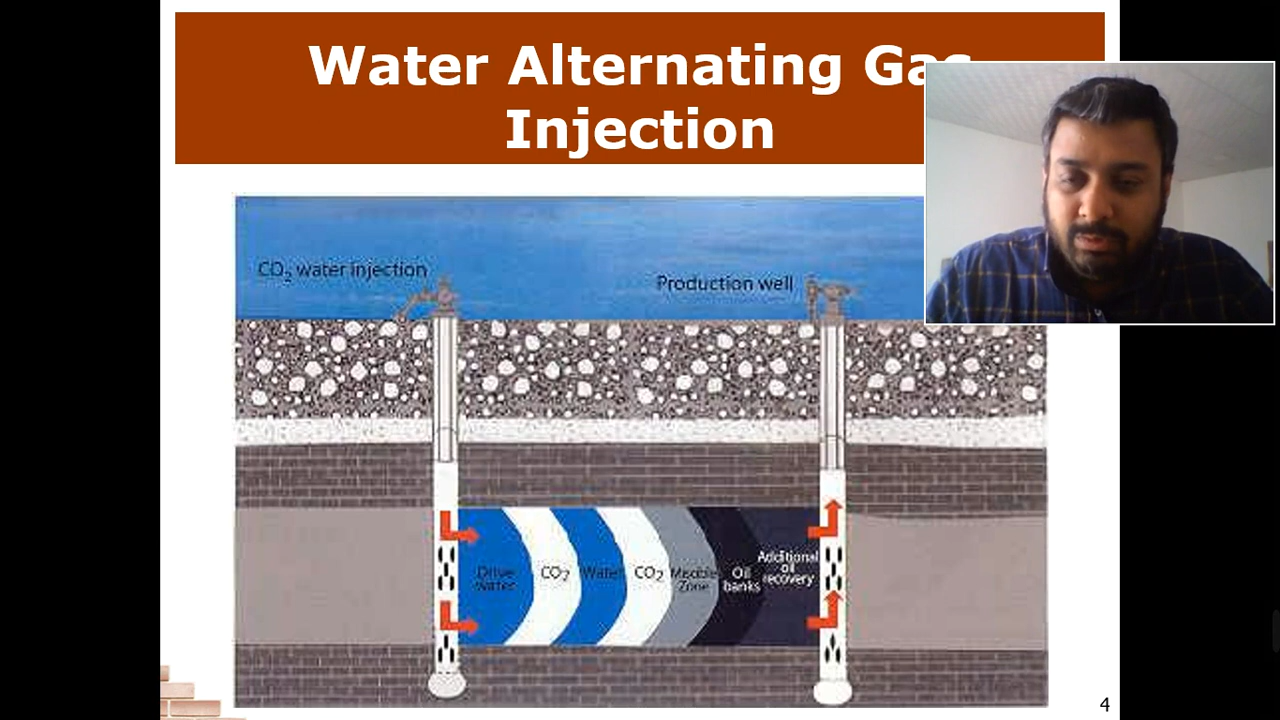 Water Alternating Gas
Injection
CO₂ water injection
Production well
Drive
water
CO₂
Water
CO₂
Miscible
Zone
Oil
banks
Additional
oil
recovery
4